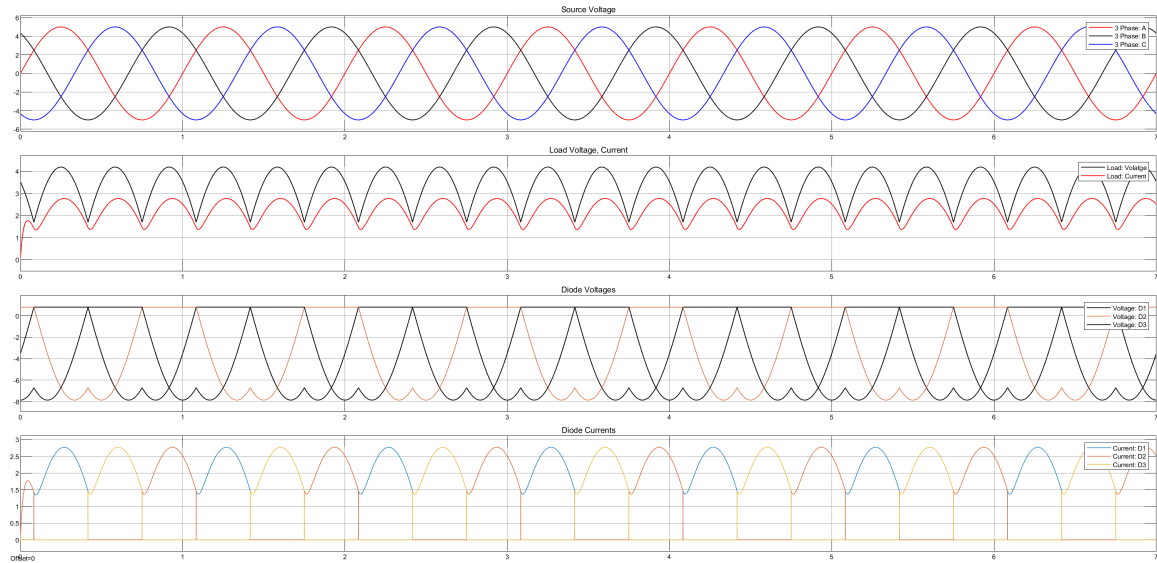 Source Voltage
6
4
2
0
-2
-4
-6
3 Phase: A
3 Phase: B
3 Phase: C
0 1 2 3 4 5 6 7
Load Voltage, Current
4
3
2
1
0
Load: Volatge
Load: Current
0 1 2 3 4 5 6 7
Diode Voltages
0
-2
-4
-6
-8
Voltage: D1
Voltage: D2
Voltage: D3
0 1 2 3 4 5 6 7
Diode Currents
3
2.5
2
1.5
1
0.5
0
Current: D1
Current: D2
Current: D3
0 1 2 3 4 5 6 7
Offset=0